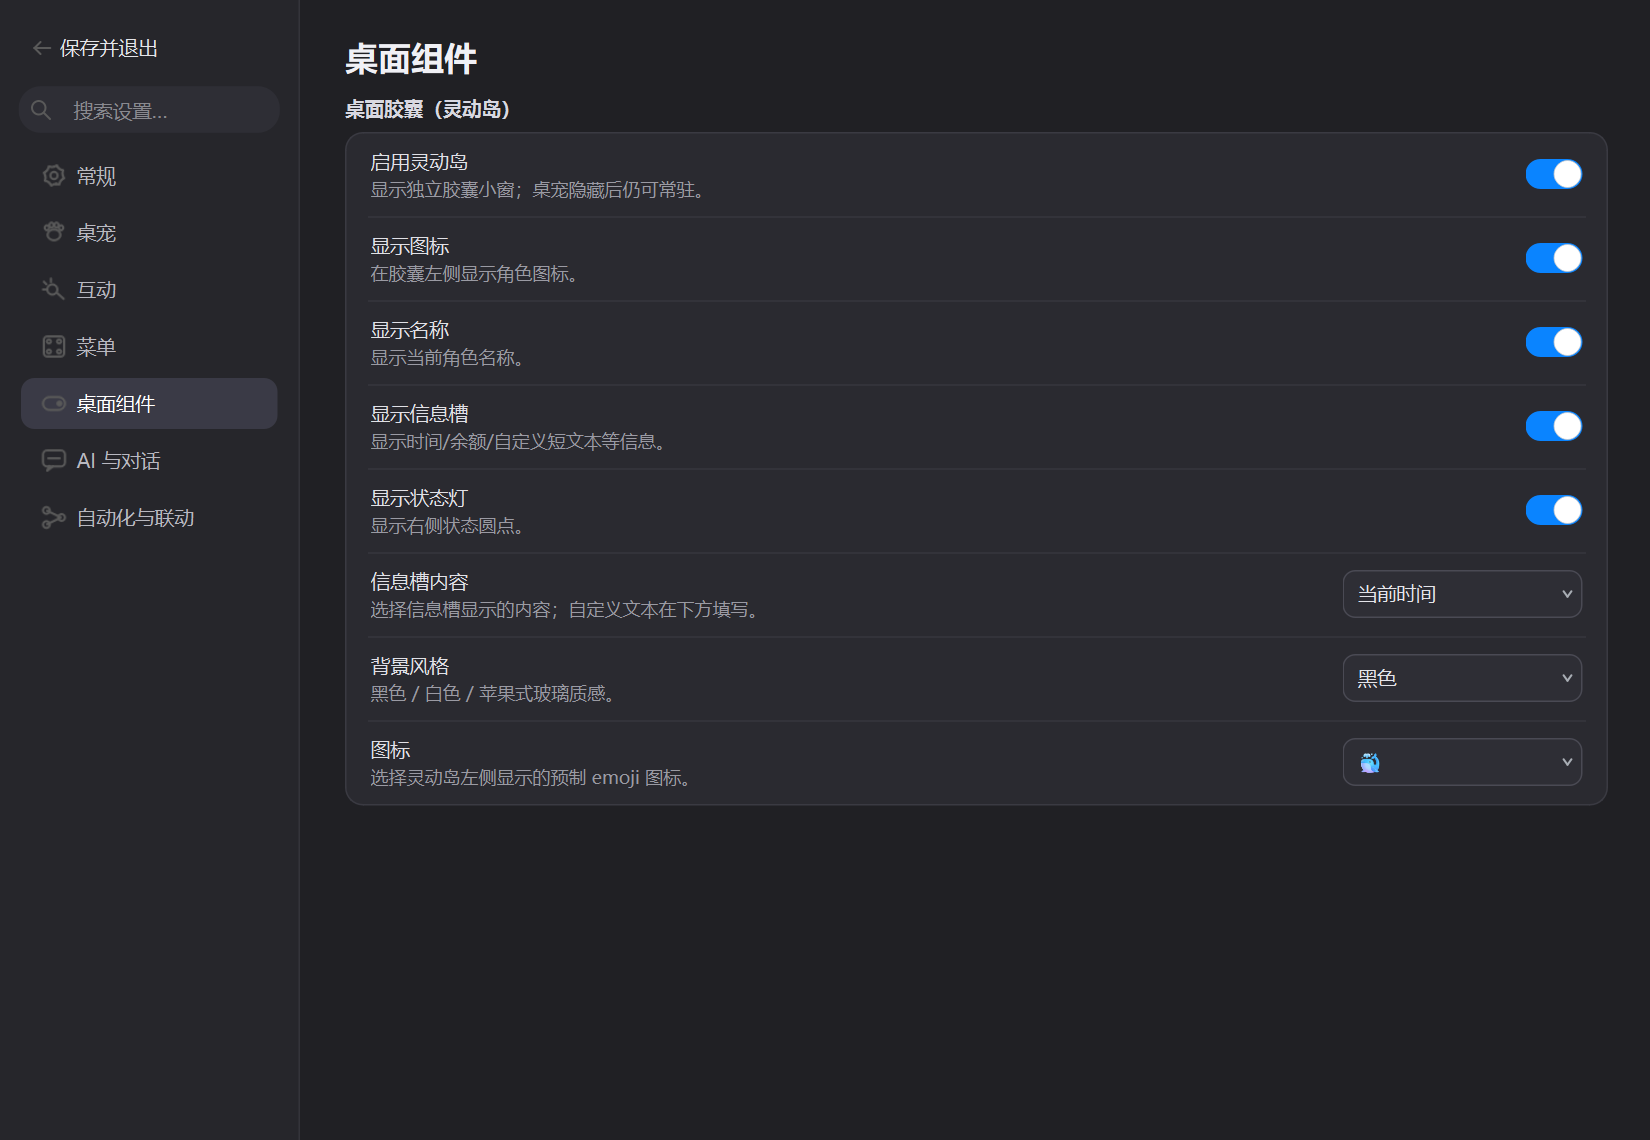 保存并退出
搜索设置...
常规
桌宠
互动
菜单
桌面组件
AI 与对话
自动化与联动
桌面组件
桌面胶囊（灵动岛）
启用灵动岛
显示独立胶囊小窗；桌宠隐藏后仍可常驻。
显示图标
在胶囊左侧显示角色图标。
显示名称
显示当前角色名称。
显示信息槽
显示时间/余额/自定义短文本等信息。
显示状态灯
显示右侧状态圆点。
信息槽内容
选择信息槽显示的内容；自定义文本在下方填写。
当前时间
背景风格
黑色 / 白色 / 苹果式玻璃质感。
黑色
图标
选择灵动岛左侧显示的预制 emoji 图标。